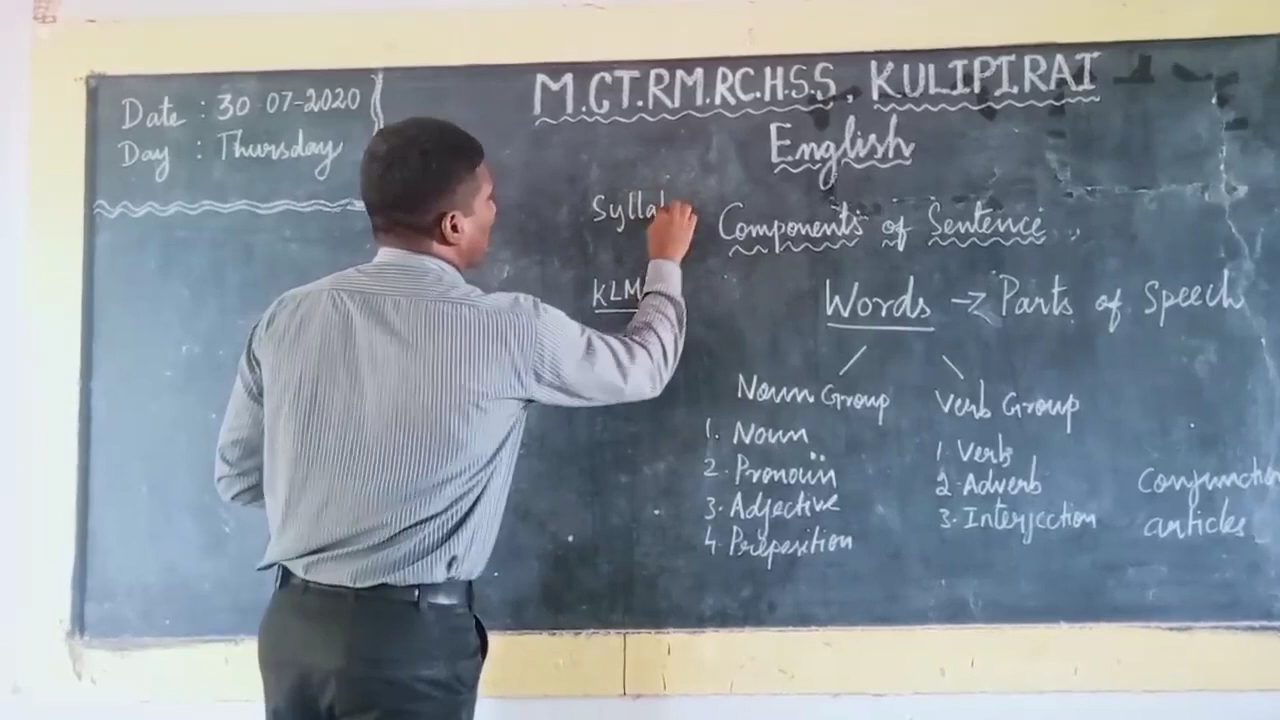 Date : 30-07-2020
Day : Thursday
M.CT.RM.RC.H.S.S, KULIPIRAI
English
Components of Sentence
KLM
Words → Parts of Speech
Noun Group
1. Noun
2. Pronoun
3. Adjective
4. Preposition
Verb Group
1 Verb
2. Adverb
3. Interjection
Conjunction
articles